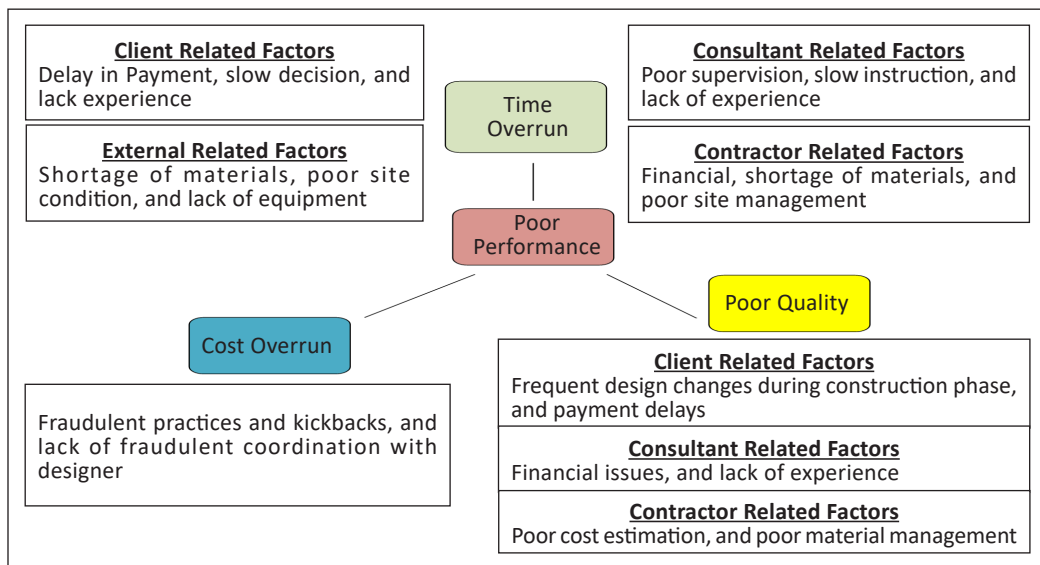 Client Related Factors
Delay in Payment, slow decision, and
lack experience
External Related Factors
Shortage of materials, poor site
condition, and lack of equipment
Time
Overrun
Consultant Related Factors
Poor supervision, slow instruction, and
lack of experience
Contractor Related Factors
Financial, shortage of materials, and
poor site management
Poor
Performance
Cost Overrun
Fraudulent practices and kickbacks, and
lack of fraudulent coordination with
designer
Poor Quality
Client Related Factors
Frequent design changes during construction phase,
and payment delays
Consultant Related Factors
Financial issues, and lack of experience
Contractor Related Factors
Poor cost estimation, and poor material management